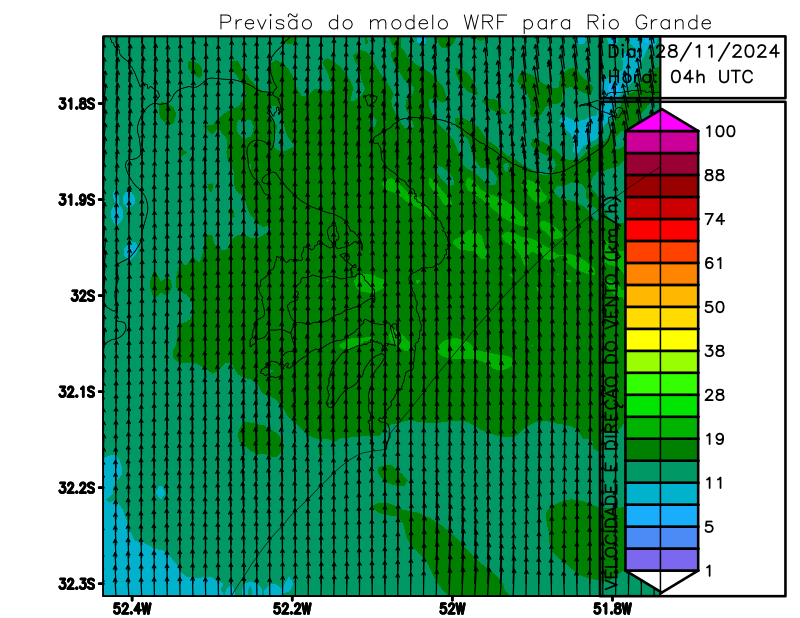 Previsão do modelo WRF para Rio Grande
Dia: 28/11/2024
Hora: 04h UTC
31.8S
31.9S
32S
32.1S
32.2S
32.3S
52.4W
52.2W
52W
51.8W
VELOCIDADE E DIREÇÃO DO VENTO (km/h)
100
88
74
61
50
38
28
19
11
5
1